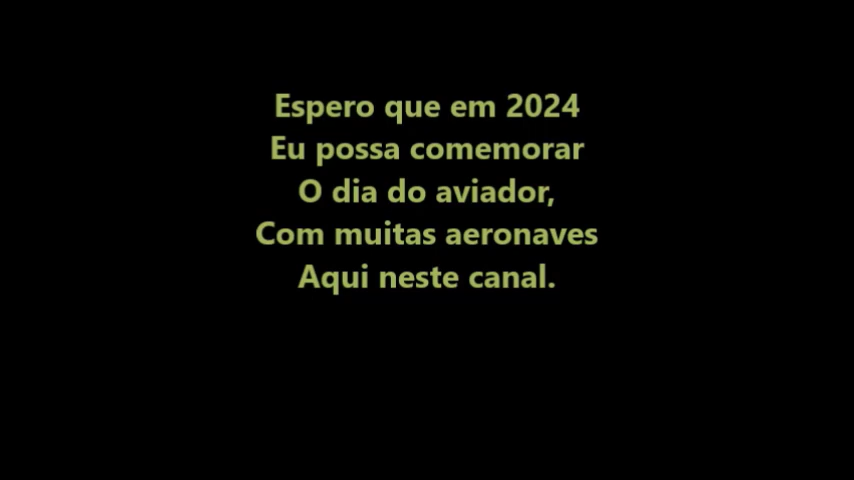 Espero que em 2024
Eu possa comemorar
O dia do aviador,
Com muitas aeronaves
Aqui neste canal.